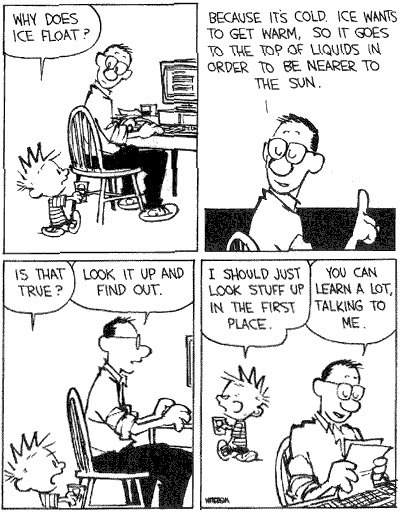 WHY DOES
ICE FLOAT?
BECAUSE IT'S COLD. ICE WANTS
TO GET WARM, SO IT GOES
TO THE TOP OF LIQUIDS IN
ORDER TO BE NEARER TO
THE SUN.
IS THAT
TRUE?
LOOK IT UP AND
FIND OUT.
I SHOULD JUST
LOOK STUFF UP
IN THE FIRST
PLACE.
YOU CAN
LEARN A LOT,
TALKING TO
ME.